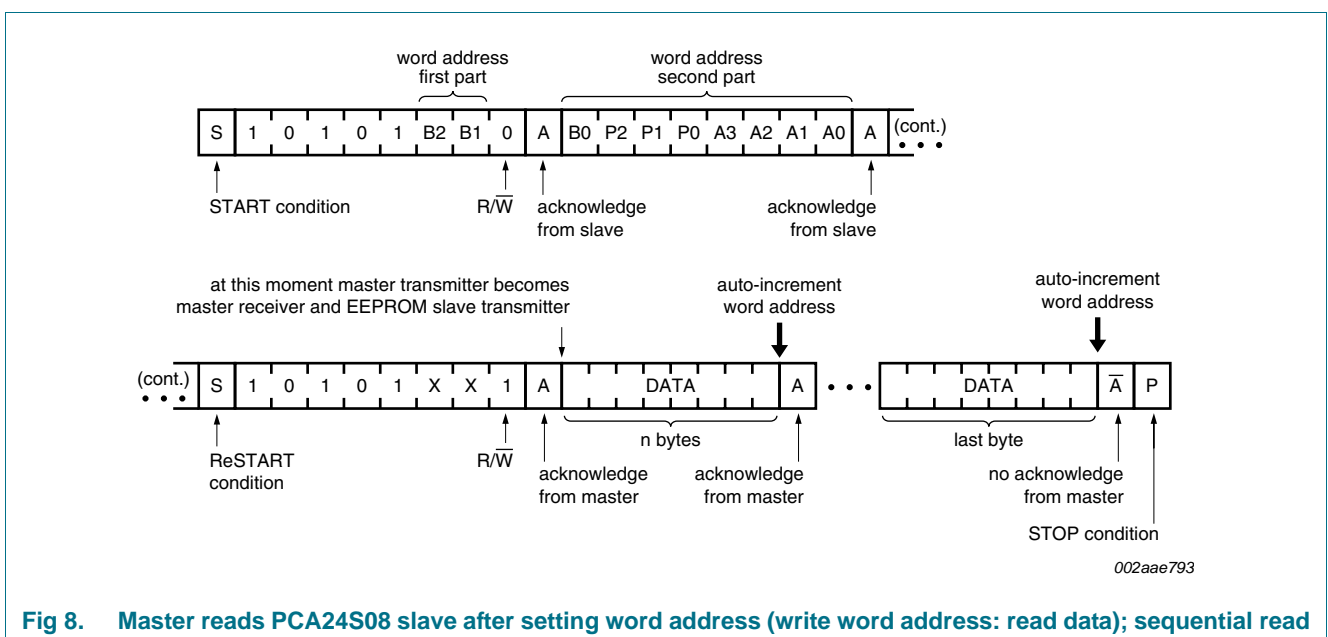 word address
first part
word address
second part
S 1 0 1 0 1 B2 B1 0 A B0 P2 P1 P0 A3 A2 A1 A0 A (cont.)
START condition
R/W̅
acknowledge
from slave
acknowledge
from slave
at this moment master transmitter becomes
master receiver and EEPROM slave transmitter
auto-increment
word address
auto-increment
word address
(cont.) S 1 0 1 0 1 X X 1 A DATA A DATA A̅ P
ReSTART
condition
R/W̅
acknowledge
from master
n bytes
acknowledge
from master
last byte
no acknowledge
from master
STOP condition
002aae793
Fig 8. Master reads PCA24S08 slave after setting word address (write word address: read data); sequential read